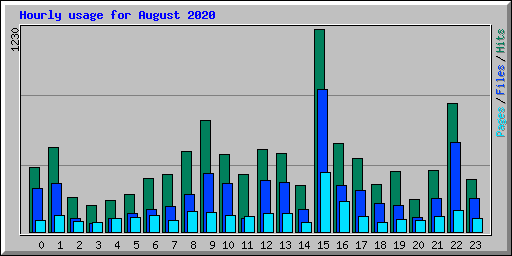 Hourly usage for August 2020
1230
Pages/Files/Hits
0 1 2 3 4 5 6 7 8 9 10 11 12 13 14 15 16 17 18 19 20 21 22 23